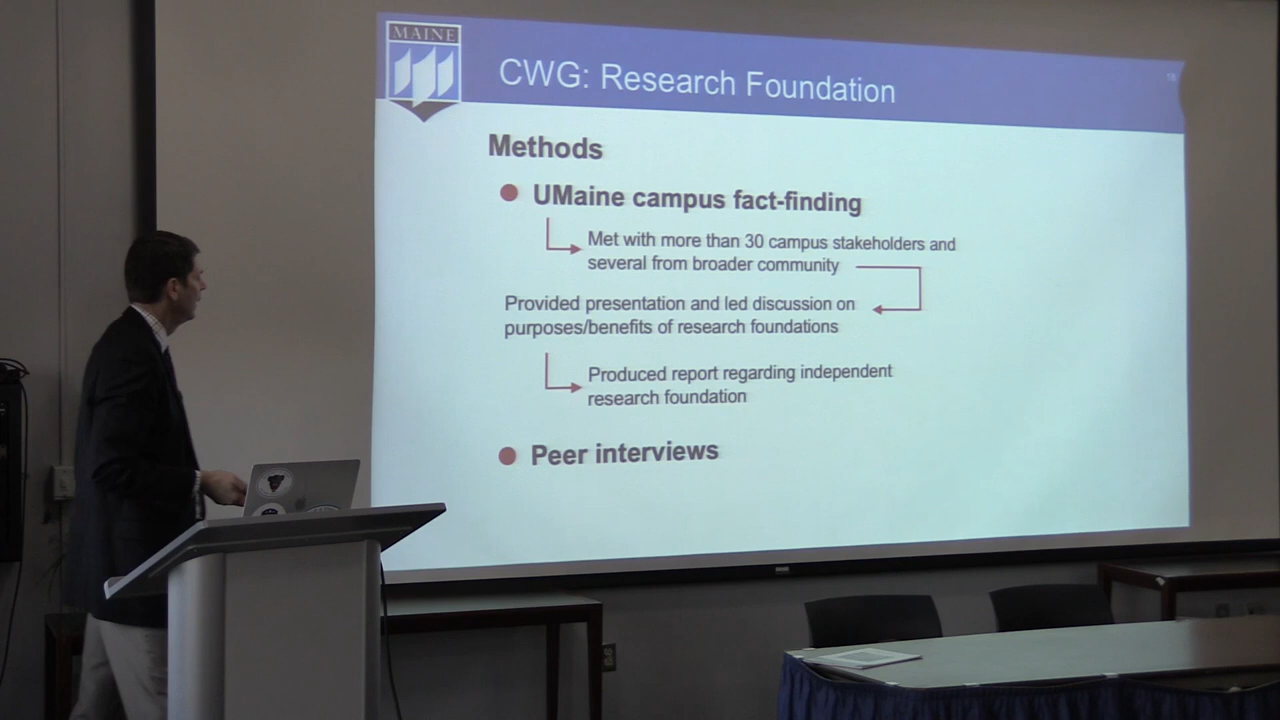 MAINE
CWG: Research Foundation
18
Methods
UMaine campus fact-finding
Met with more than 30 campus stakeholders and
several from broader community
Provided presentation and led discussion on
purposes/benefits of research foundations
Produced report regarding independent
research foundation
Peer interviews